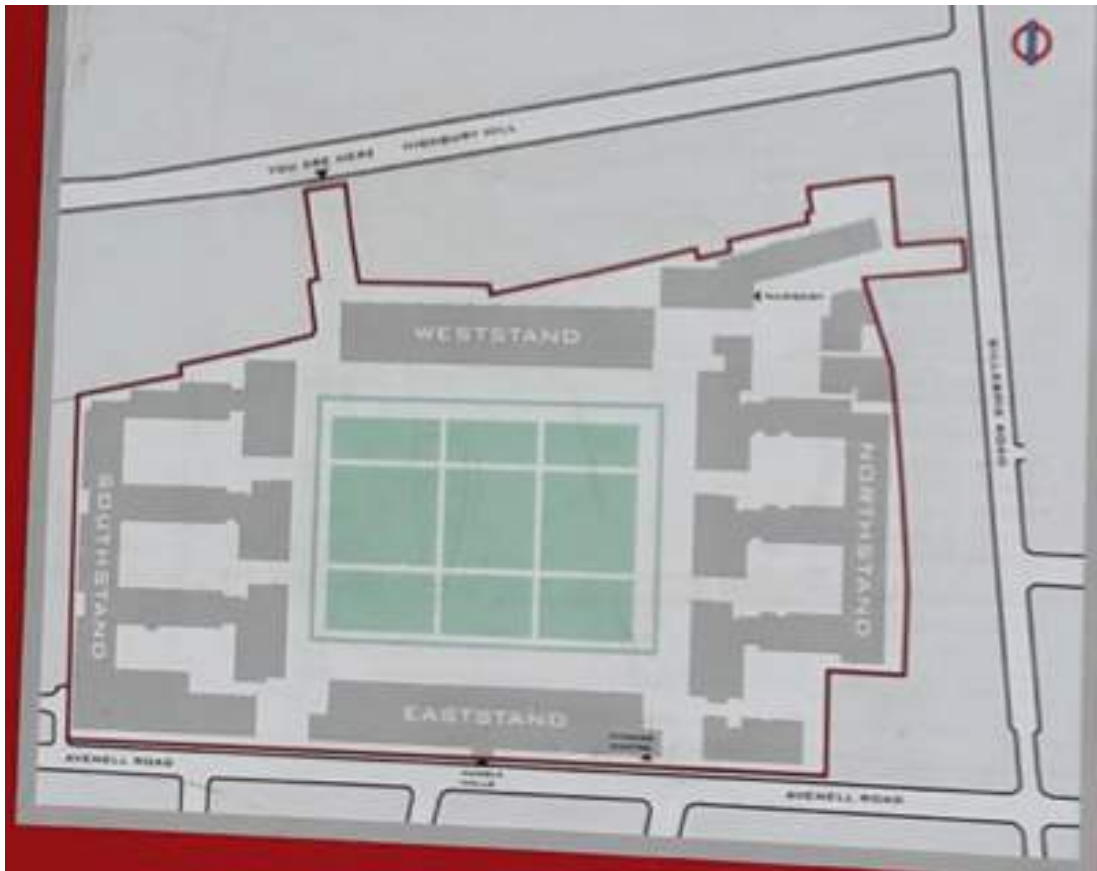 YOU ARE HERE
HIGHBURY HILL
NURSERY
WESTSTAND
GILLESPIE ROAD
SOUTHSTAND
NORTHSTAND
EASTSTAND
MARBLE
HALLS
AVENELL ROAD
AVENELL ROAD